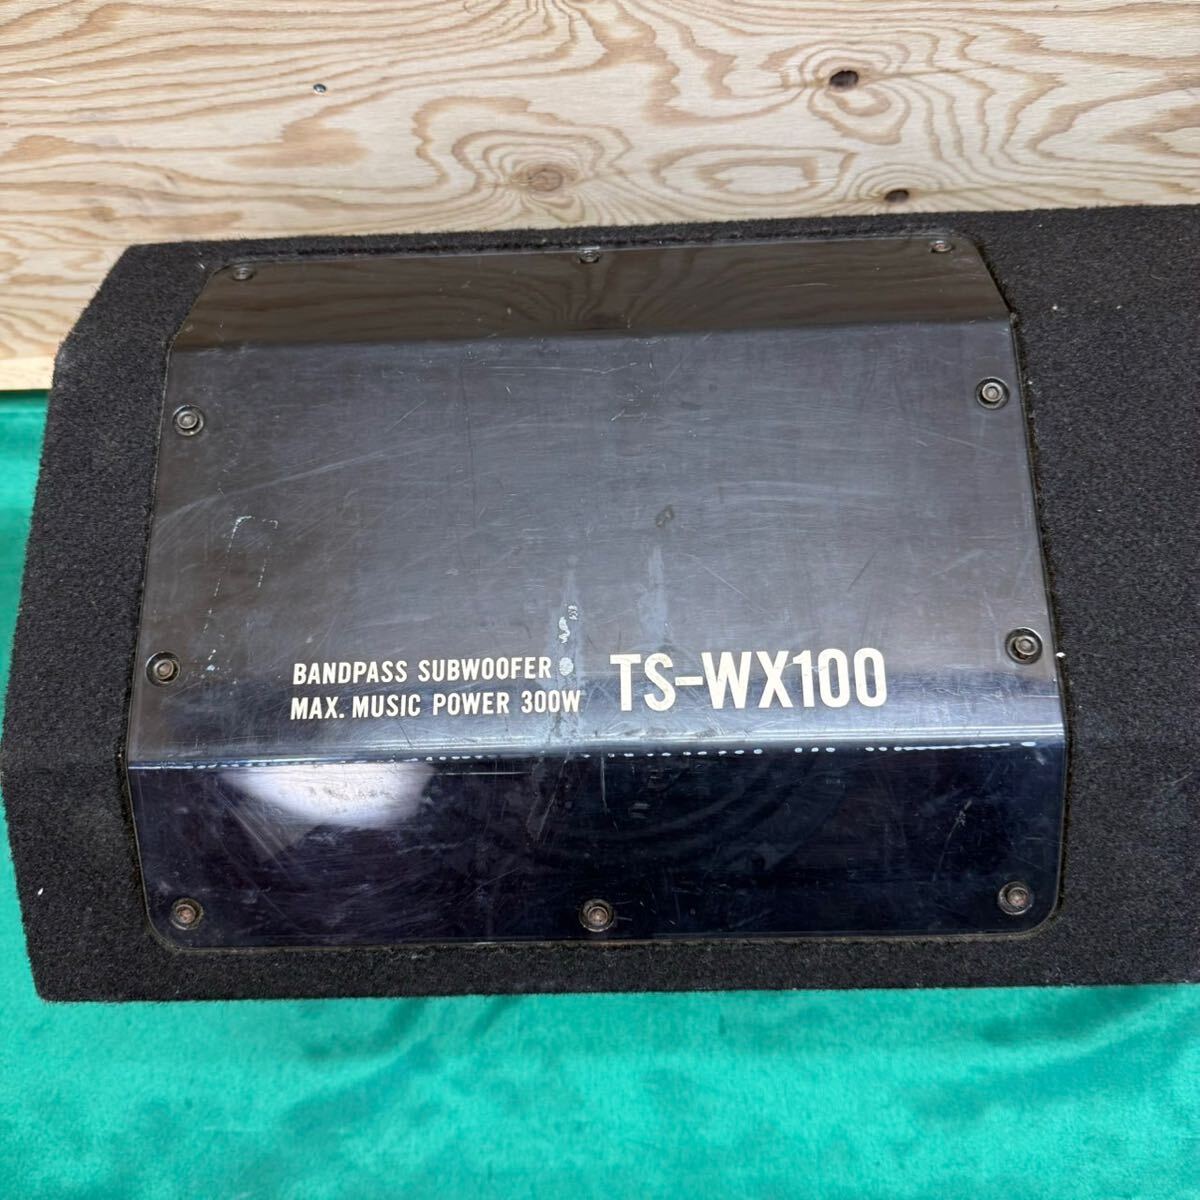 BANDPASS SUBWOOFER
MAX. MUSIC POWER 300W
TS-WX100